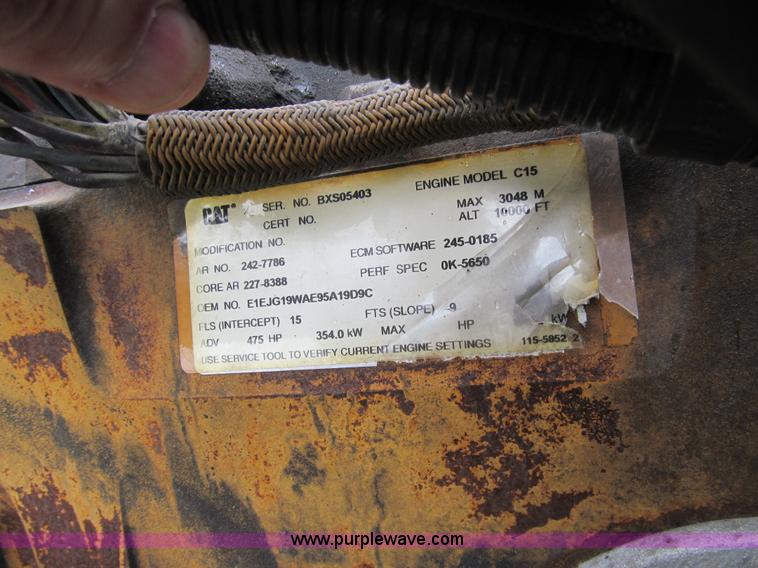 CAT SER. NO. BXS05403 ENGINE MODEL C15
CERT NO. MAX 3048 M
ALT 10000 FT
MODIFICATION NO.
AR NO. 242-7786 ECM SOFTWARE 245-0185
CORE AR 227-8388 PERF SPEC 0K-5650
OEM NO. E1EJG19WAE95A19D9C
FLS (INTERCEPT) 15 FTS (SLOPE) 9
ADV 475 HP 354.0 kW MAX HP kW
USE SERVICE TOOL TO VERIFY CURRENT ENGINE SETTINGS 115-5852 2
www.purplewave.com